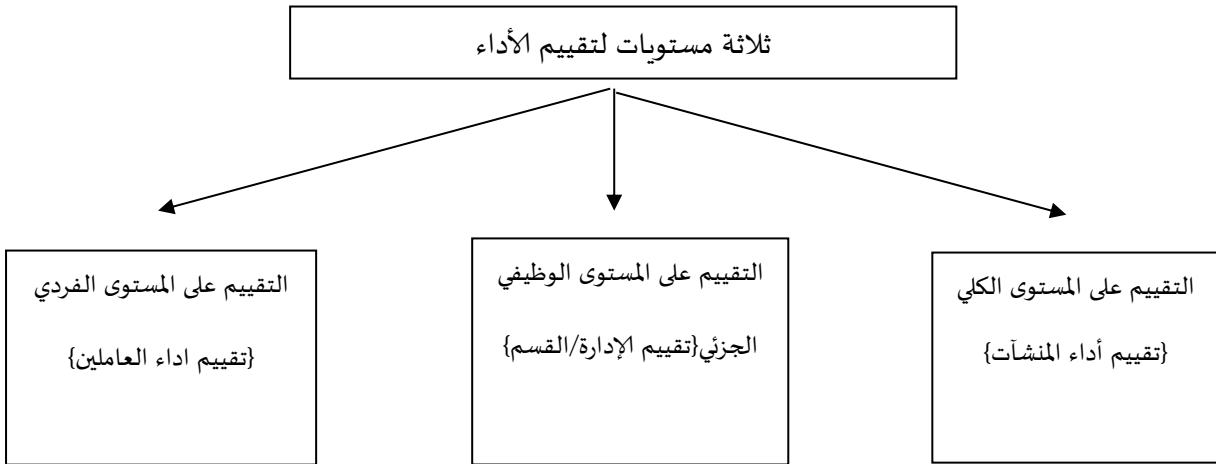 ثلاثة مستويات لتقييم الأداء
التقييم على المستوى الكلي
{تقييم أداء المنشآت}
التقييم على المستوى الوظيفي
الجزئي{تقييم الإدارة/القسم}
التقييم على المستوى الفردي
{تقييم اداء العاملين}